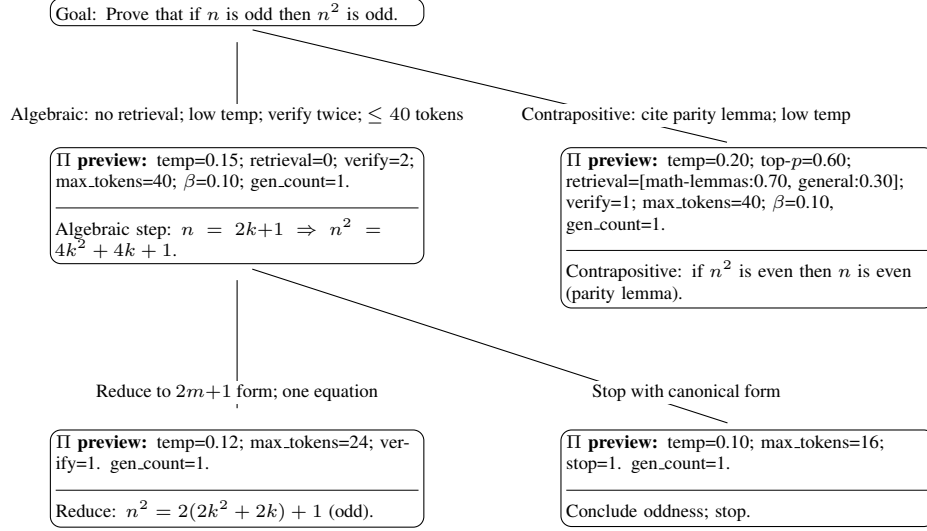 Goal: Prove that if n is odd then n² is odd.
Algebraic: no retrieval; low temp; verify twice; ≤ 40 tokens
Contrapositive: cite parity lemma; low temp
Π preview: temp=0.15; retrieval=0; verify=2;
max_tokens=40; β=0.10; gen_count=1.
Algebraic step: n = 2k+1 ⇒ n² =
4k² + 4k + 1.
Π preview: temp=0.20; top-p=0.60;
retrieval=[math-lemmas:0.70, general:0.30];
verify=1; max_tokens=40; β=0.10,
gen_count=1.
Contrapositive: if n² is even then n is even
(parity lemma).
Reduce to 2m+1 form; one equation
Stop with canonical form
Π preview: temp=0.12; max_tokens=24; ver-
ify=1. gen_count=1.
Reduce: n² = 2(2k² + 2k) + 1 (odd).
Π preview: temp=0.10; max_tokens=16;
stop=1. gen_count=1.
Conclude oddness; stop.